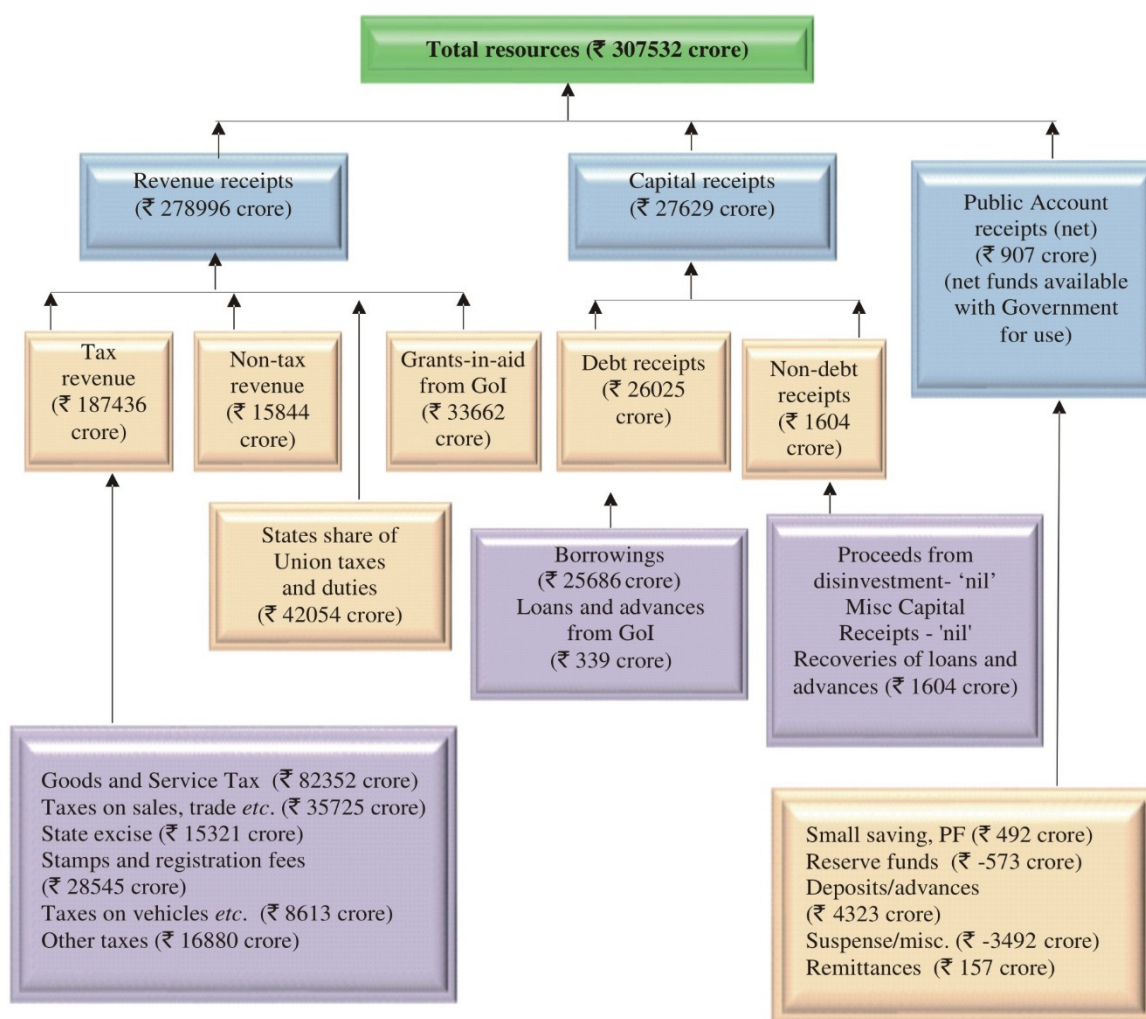 Total resources (₹ 307532 crore)
Revenue receipts
(₹ 278996 crore)
Capital receipts
(₹ 27629 crore)
Public Account
receipts (net)
(₹ 907 crore)
(net funds available
with Government
for use)
Tax
revenue
(₹ 187436
crore)
Non-tax
revenue
(₹ 15844
crore)
Grants-in-aid
from GoI
(₹ 33662
crore)
Debt receipts
(₹ 26025
crore)
Non-debt
receipts
(₹ 1604
crore)
States share of
Union taxes
and duties
(₹ 42054 crore)
Borrowings
(₹ 25686 crore)
Loans and advances
from GoI
(₹ 339 crore)
Proceeds from
disinvestment- ‘nil’
Misc Capital
Receipts - 'nil'
Recoveries of loans and
advances (₹ 1604 crore)
Goods and Service Tax (₹ 82352 crore)
Taxes on sales, trade etc. (₹ 35725 crore)
State excise (₹ 15321 crore)
Stamps and registration fees
(₹ 28545 crore)
Taxes on vehicles etc. (₹ 8613 crore)
Other taxes (₹ 16880 crore)
Small saving, PF (₹ 492 crore)
Reserve funds (₹ -573 crore)
Deposits/advances
(₹ 4323 crore)
Suspense/misc. (₹ -3492 crore)
Remittances (₹ 157 crore)